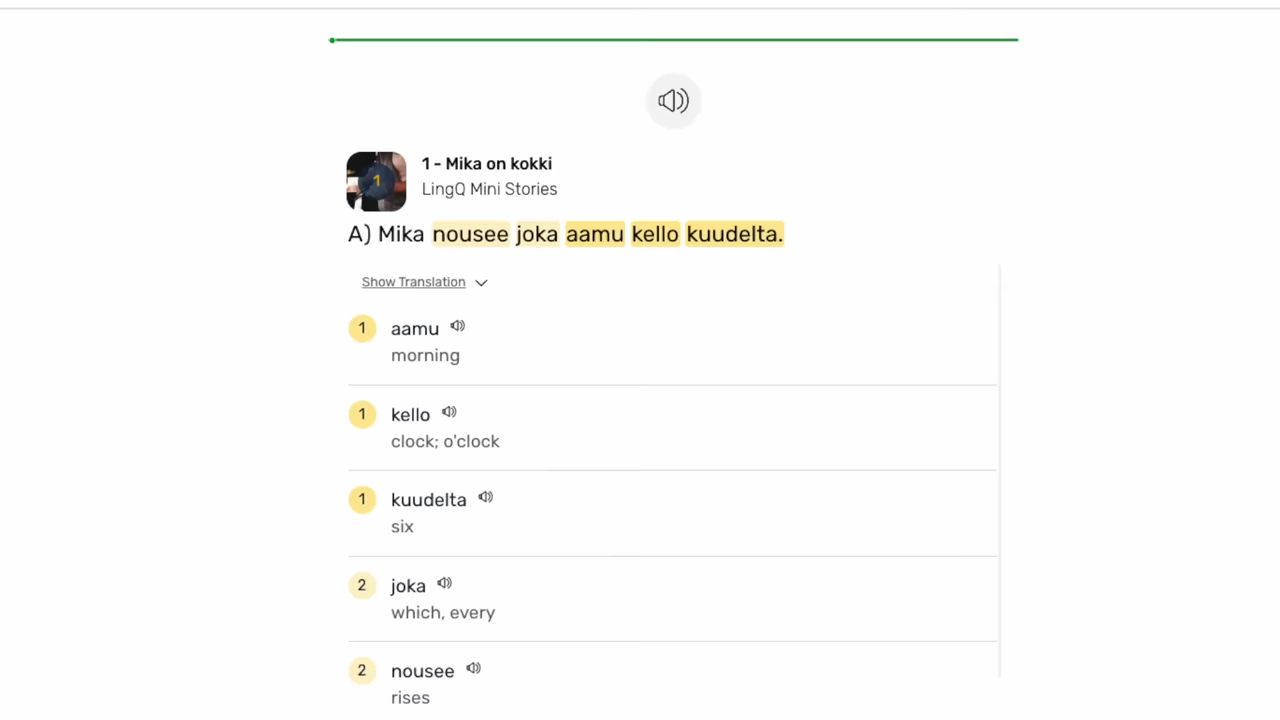 1 - Mika on kokki
1
LingQ Mini Stories
A) Mika nousee joka aamu kello kuudelta.
Show Translation
1 aamu
morning
1 kello
clock; o'clock
1 kuudelta
six
2 joka
which, every
2 nousee
rises